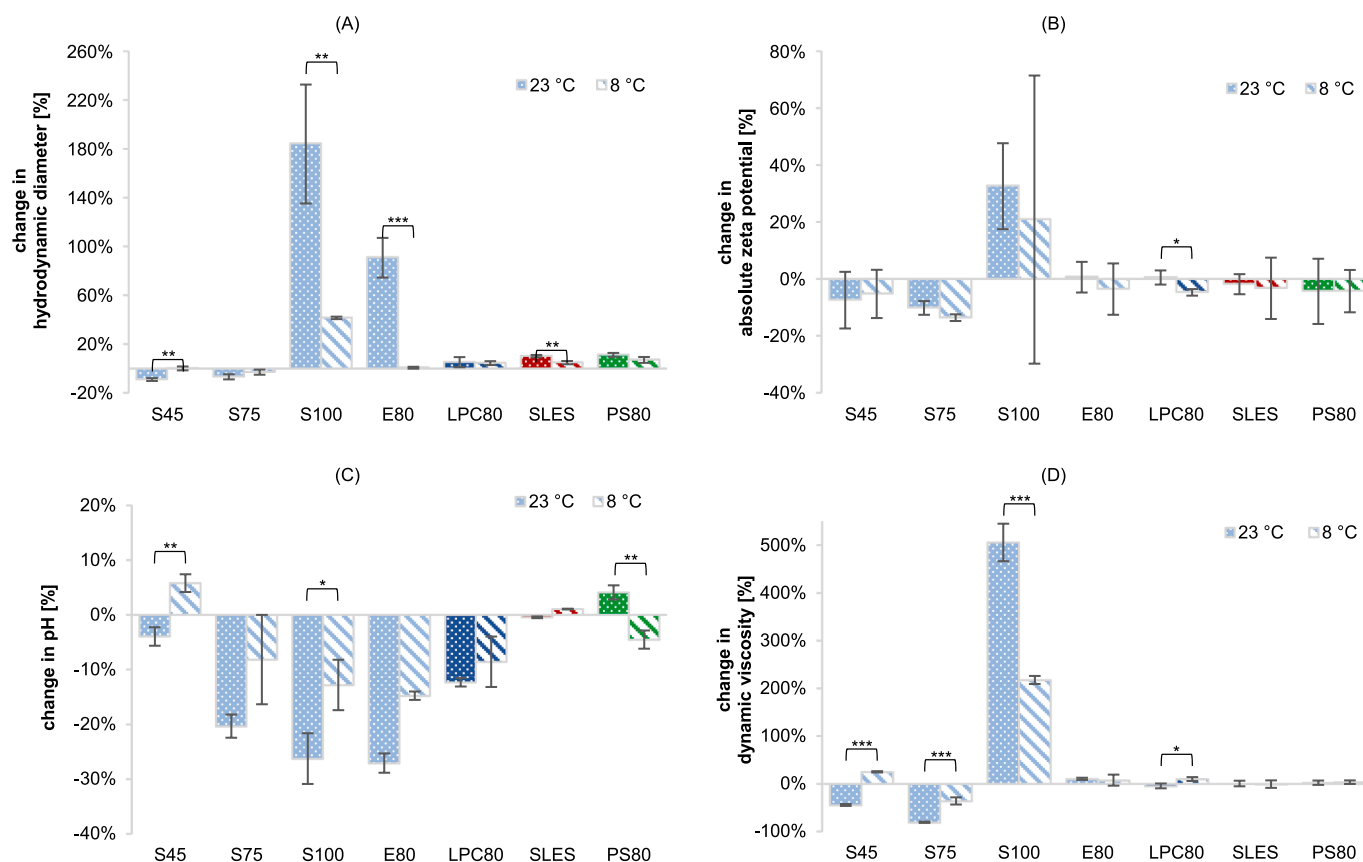 (A)
change in
hydrodynamic diameter [%]
260%
220%
180%
140%
100%
60%
20%
-20%
23 °C
8 °C
**
**
***
**
S45 S75 S100 E80 LPC80 SLES PS80
(B)
change in
absolute zeta potential [%]
80%
60%
40%
20%
0%
-20%
-40%
23 °C
8 °C
*
S45 S75 S100 E80 LPC80 SLES PS80
(C)
change in pH [%]
20%
10%
0%
-10%
-20%
-30%
-40%
23 °C
8 °C
**
*
**
S45 S75 S100 E80 LPC80 SLES PS80
(D)
change in
dynamic viscosity [%]
500%
400%
300%
200%
100%
0%
-100%
23 °C
8 °C
***
***
***
*
S45 S75 S100 E80 LPC80 SLES PS80